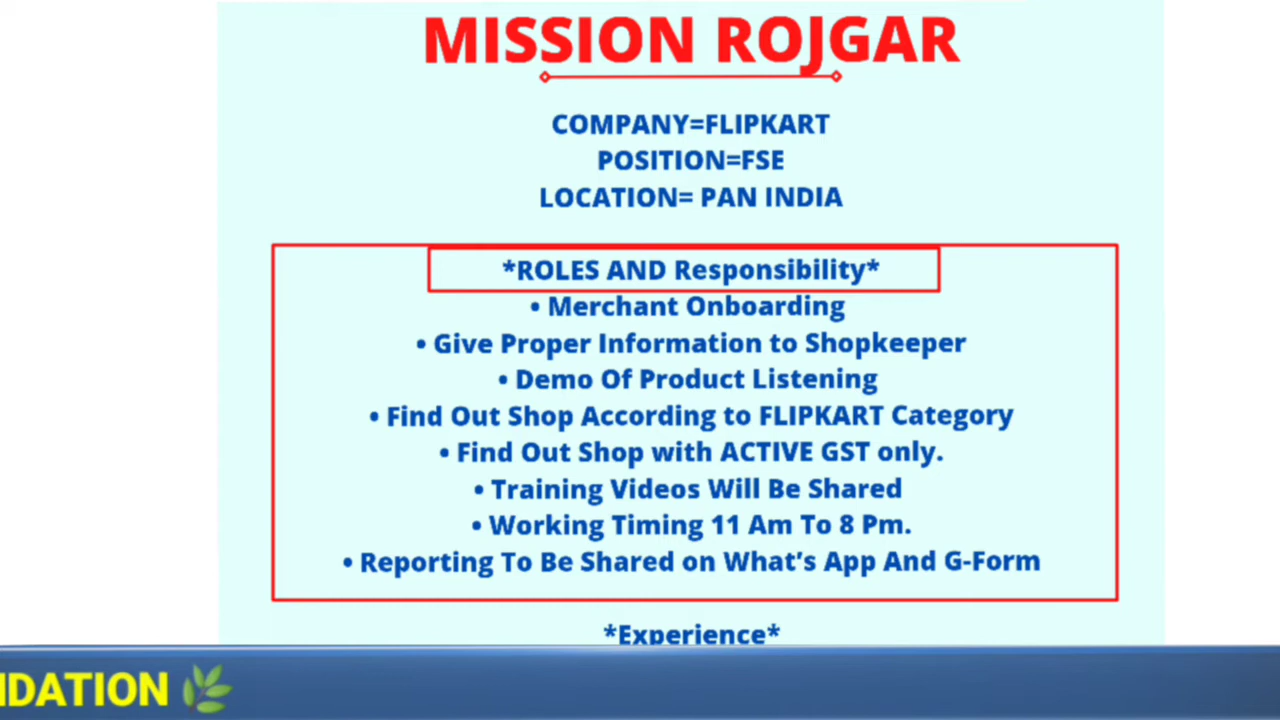 MISSION ROJGAR
COMPANY=FLIPKART
POSITION=FSE
LOCATION= PAN INDIA
*ROLES AND Responsibility*
• Merchant Onboarding
• Give Proper Information to Shopkeeper
• Demo Of Product Listening
• Find Out Shop According to FLIPKART Category
• Find Out Shop with ACTIVE GST only.
• Training Videos Will Be Shared
• Working Timing 11 Am To 8 Pm.
• Reporting To Be Shared on What’s App And G-Form
*Experience*
DATION